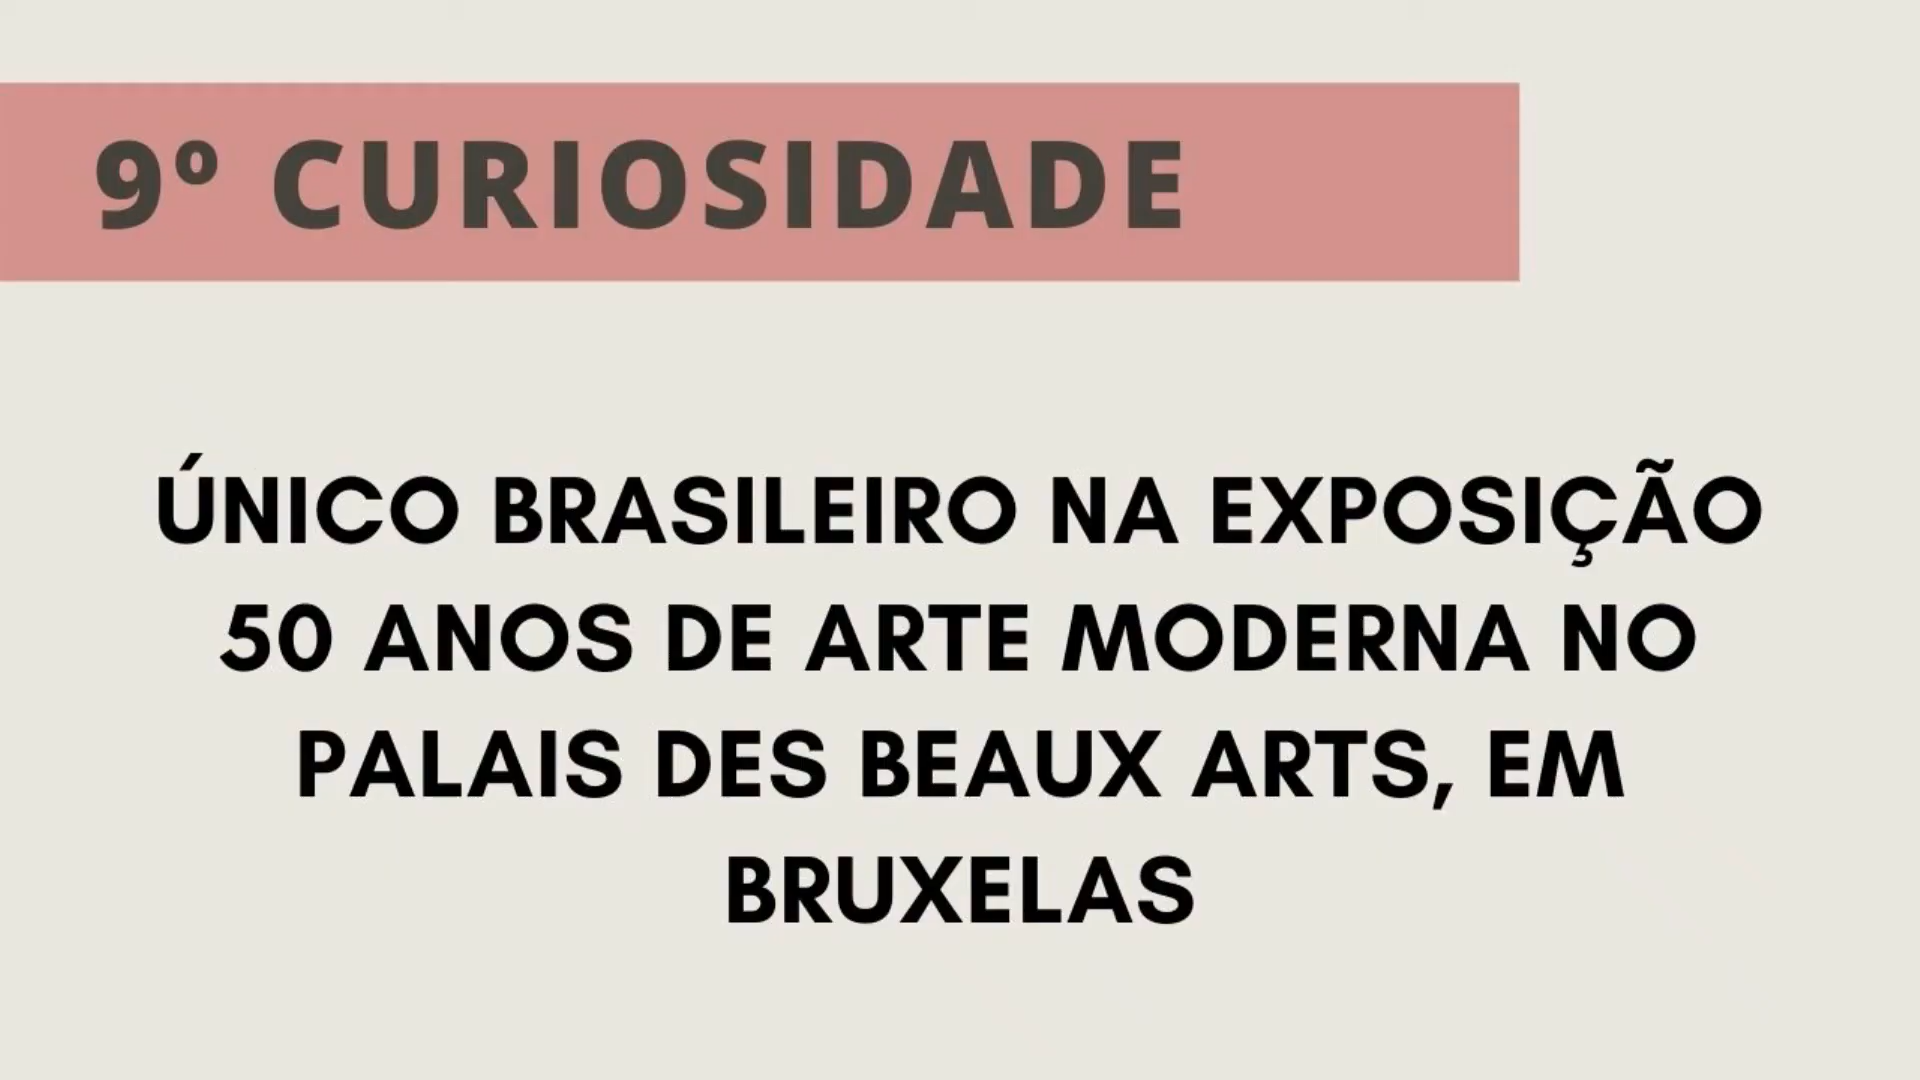 9º CURIOSIDADE
ÚNICO BRASILEIRO NA EXPOSIÇÃO
50 ANOS DE ARTE MODERNA NO
PALAIS DES BEAUX ARTS, EM
BRUXELAS